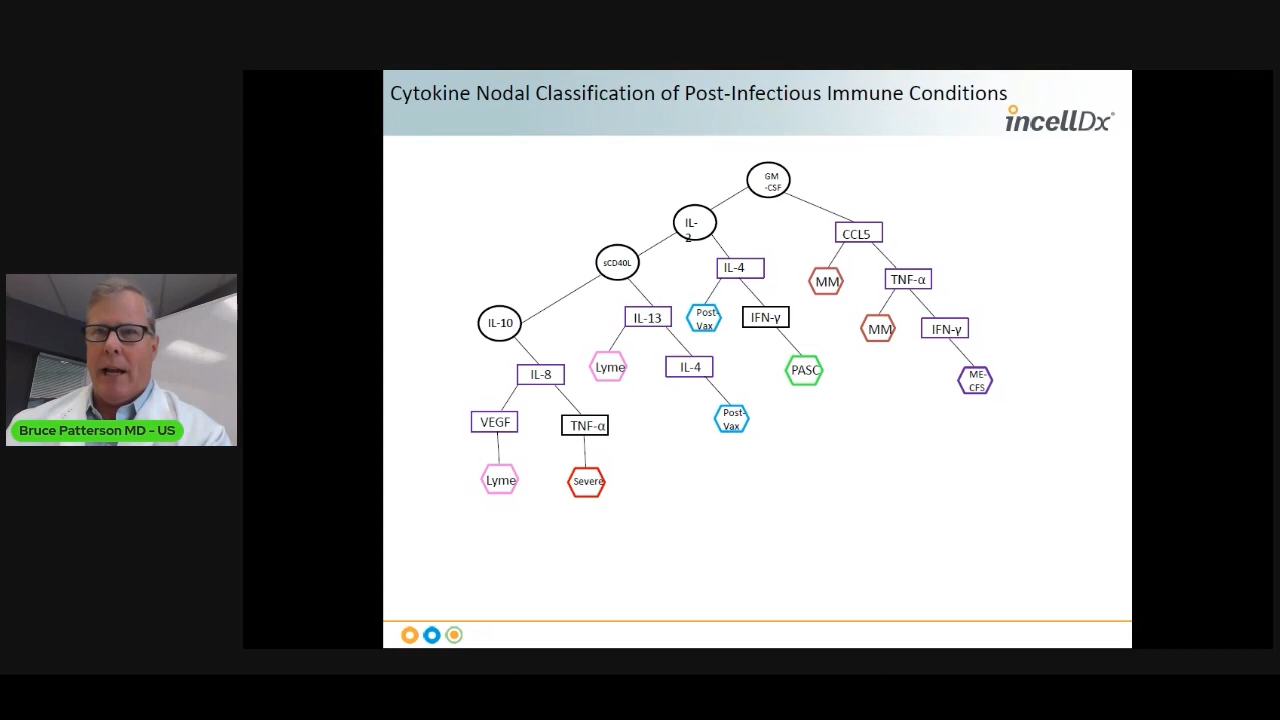 Cytokine Nodal Classification of Post-Infectious Immune Conditions
incellDx
GM
-CSF
IL-
2
CCL5
sCD40L
IL-4
MM
TNF-α
IL-10
IL-13
Post-
Vax
IFN-γ
MM
IFN-γ
Lyme
IL-4
PASC
ME-
CFS
IL-8
VEGF
TNF-α
Post-
Vax
Lyme
Severe
Bruce Patterson MD - US